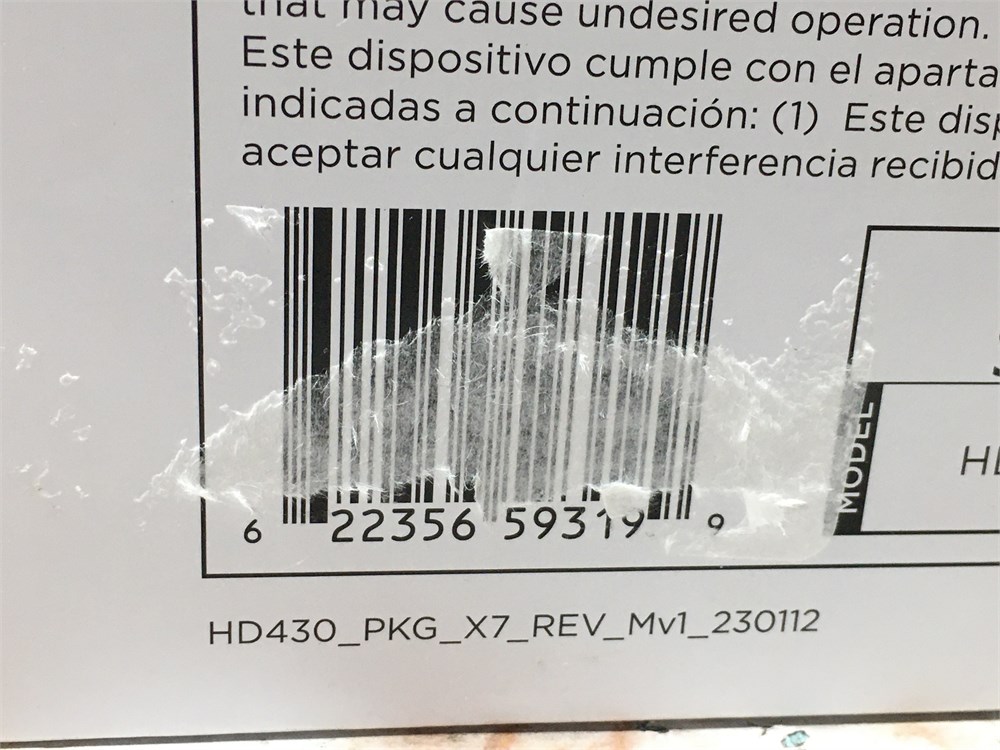 that may cause undesired operation.
Este dispositivo cumple con el aparta
indicadas a continuación: (1) Este disp
aceptar cualquier interferencia recibid
MODEL
6 22356 59319 9
HD430_PKG_X7_REV_Mv1_230112